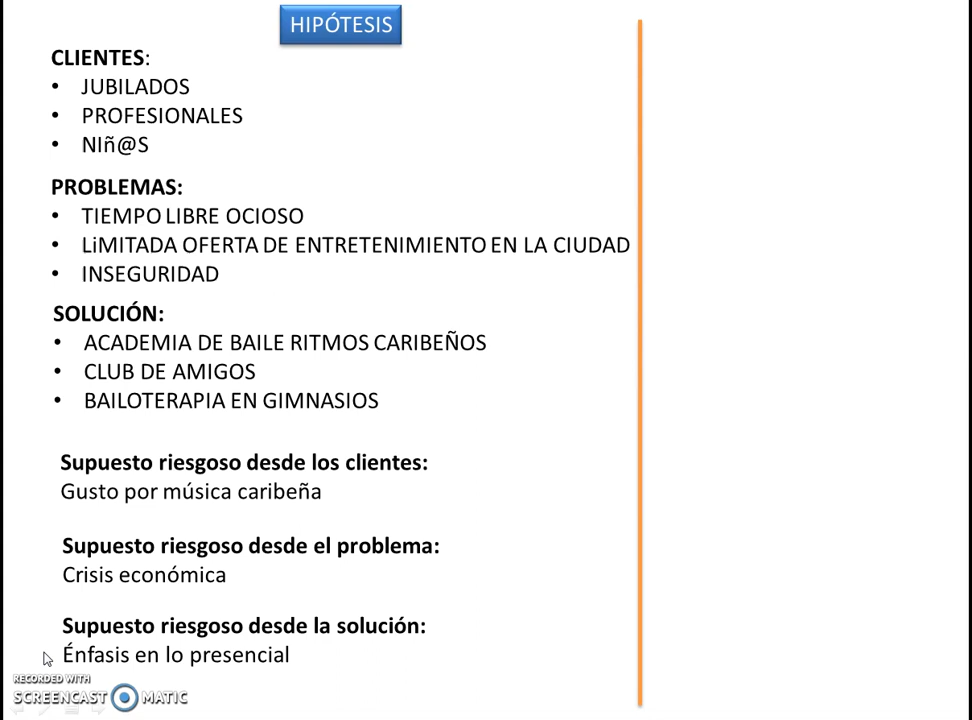 HIPÓTESIS
CLIENTES:
• JUBILADOS
• PROFESIONALES
• NIñ@S
PROBLEMAS:
• TIEMPO LIBRE OCIOSO
• LiMITADA OFERTA DE ENTRETENIMIENTO EN LA CIUDAD
• INSEGURIDAD
SOLUCIÓN:
• ACADEMIA DE BAILE RITMOS CARIBEÑOS
• CLUB DE AMIGOS
• BAILOTERAPIA EN GIMNASIOS
Supuesto riesgoso desde los clientes:
Gusto por música caribeña
Supuesto riesgoso desde el problema:
Crisis económica
Supuesto riesgoso desde la solución:
Énfasis en lo presencial
RECORDED WITH
SCREENCAST MATIC